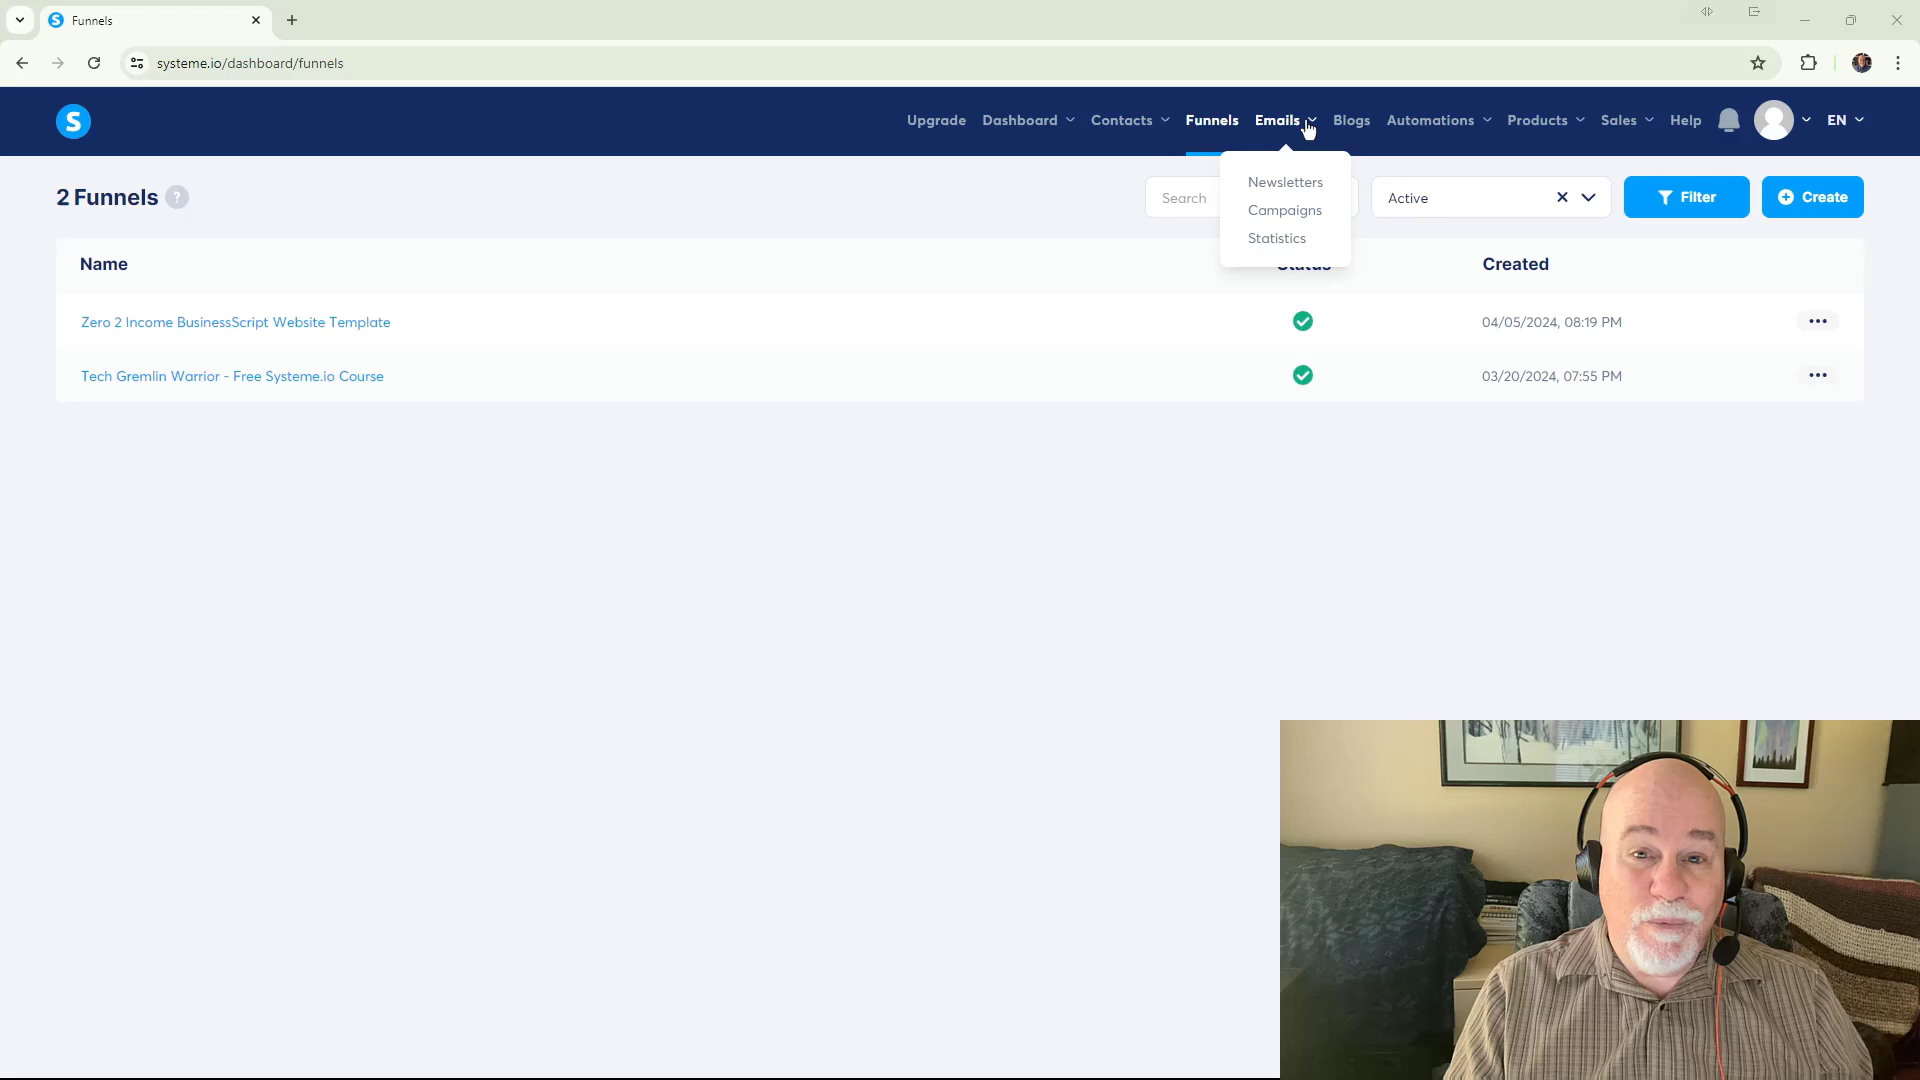 Funnels
systeme.io/dashboard/funnels
S
Upgrade Dashboard Contacts Funnels Emails Blogs Automations Products Sales Help EN
Newsletters
Campaigns
Statistics
2 Funnels ?
Search
Active
Filter
Create
Name
Status
Created
Zero 2 Income BusinessScript Website Template
04/05/2024, 08:19 PM
Tech Gremlin Warrior - Free Systeme.io Course
03/20/2024, 07:55 PM